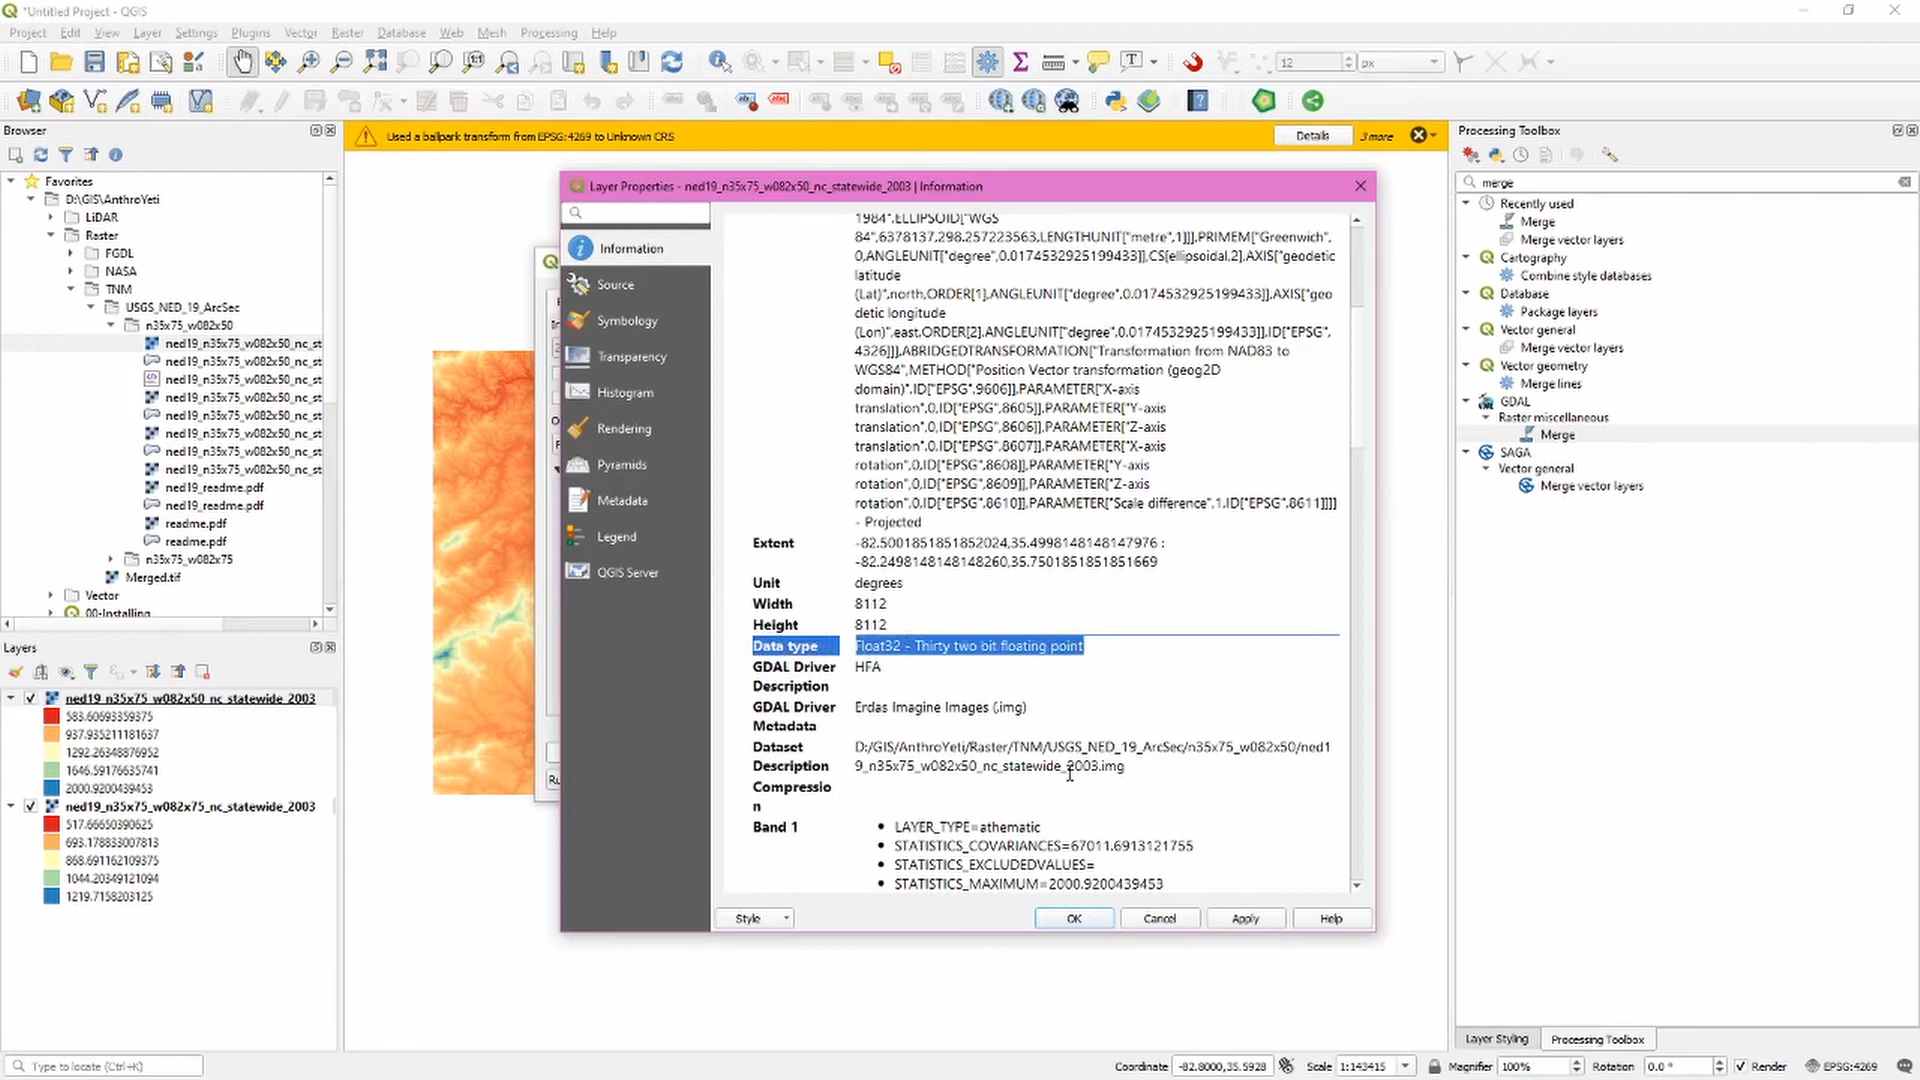 *Untitled Project - QGIS
Project Edit View Layer Settings Plugins Vector Raster Database Web Mesh Processing Help
12 px
Browser
Favorites
D:\GIS\AnthroYeti
LiDAR
Raster
FGDL
NASA
TNM
USGS_NED_19_ArcSec
n35x75_w082x50
ned19_n35x75_w082x50_nc_st
ned19_n35x75_w082x50_nc_st
ned19_n35x75_w082x50_nc_st
ned19_n35x75_w082x50_nc_st
ned19_n35x75_w082x50_nc_st
ned19_n35x75_w082x50_nc_st
ned19_n35x75_w082x50_nc_st
ned19_n35x75_w082x50_nc_st
ned19_readme.pdf
ned19_readme.pdf
readme.pdf
readme.pdf
n35x75_w082x75
Merged.tif
Vector
00-Installing
Layers
ned19_n35x75_w082x50_nc_statewide_2003
583.60693359375
937.935211181637
1292.26348876952
1646.59176635741
2000.9200439453
ned19_n35x75_w082x75_nc_statewide_2003
517.66650390625
693.178833007813
868.691162109375
1044.20349121094
1219.7158203125
Used a ballpark transform from EPSG:4269 to Unknown CRS
Details 3 more
Layer Properties - ned19_n35x75_w082x50_nc_statewide_2003 | Information
Information
Source
Symbology
Transparency
Histogram
Rendering
Pyramids
Metadata
Legend
QGIS Server
1984",ELLIPSOID["WGS
84",6378137,298.257223563,LENGTHUNIT["metre",1]]],PRIMEM["Greenwich",
0,ANGLEUNIT["degree",0.0174532925199433]],CS[ellipsoidal,2],AXIS["geodetic
latitude
(Lat)",north,ORDER[1],ANGLEUNIT["degree",0.0174532925199433]],AXIS["geo
detic longitude
(Lon)",east,ORDER[2],ANGLEUNIT["degree",0.0174532925199433]],ID["EPSG",
4326]]],ABRIDGEDTRANSFORMATION["Transformation from NAD83 to
WGS84",METHOD["Position Vector transformation (geog2D
domain)",ID["EPSG",9606]],PARAMETER["X-axis
translation",0,ID["EPSG",8605]],PARAMETER["Y-axis
translation",0,ID["EPSG",8606]],PARAMETER["Z-axis
translation",0,ID["EPSG",8607]],PARAMETER["X-axis
rotation",0,ID["EPSG",8608]],PARAMETER["Y-axis
rotation",0,ID["EPSG",8609]],PARAMETER["Z-axis
rotation",0,ID["EPSG",8610]],PARAMETER["Scale difference",1,ID["EPSG",8611]]]]
- Projected
Extent -82.5001851851852024,35.4998148148147976 :
-82.2498148148148260,35.7501851851851669
Unit degrees
Width 8112
Height 8112
Data type Float32 - Thirty two bit floating point
GDAL Driver Description HFA
GDAL Driver Metadata Erdas Imagine Images (.img)
Dataset D:/GIS/AnthroYeti/Raster/TNM/USGS_NED_19_ArcSec/n35x75_w082x50/ned1
Description 9_n35x75_w082x50_nc_statewide_2003.img
Compressio
n
Band 1 • LAYER_TYPE=athematic
• STATISTICS_COVARIANCES=67011.6913121755
• STATISTICS_EXCLUDEDVALUES=
• STATISTICS_MAXIMUM=2000.9200439453
Style OK Cancel Apply Help
Processing Toolbox
merge
Recently used
Merge
Merge vector layers
Cartography
Combine style databases
Database
Package layers
Vector general
Merge vector layers
Vector geometry
Merge lines
GDAL
Raster miscellaneous
Merge
SAGA
Vector general
Merge vector layers
Layer Styling Processing Toolbox
Type to locate (Ctrl+K) Coordinate -82.8000,35.5928 Scale 1:143415 Magnifier 100% Rotation 0.0 ° Render EPSG:4269